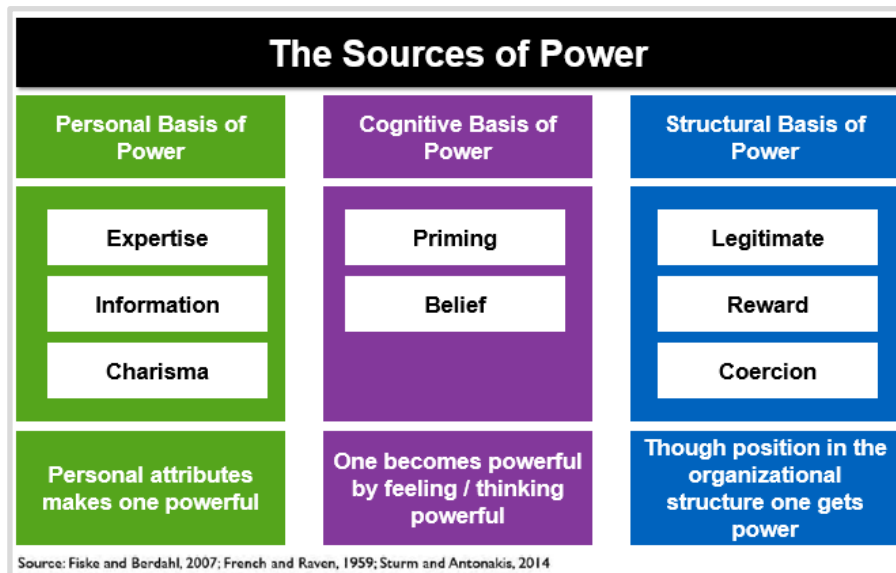 The Sources of Power
Personal Basis of
Power
Expertise
Information
Charisma
Personal attributes
makes one powerful
Cognitive Basis of
Power
Priming
Belief
One becomes powerful
by feeling / thinking
powerful
Structural Basis of
Power
Legitimate
Reward
Coercion
Though position in the
organizational
structure one gets
power
Source: Fiske and Berdahl, 2007; French and Raven, 1959; Sturm and Antonakis, 2014